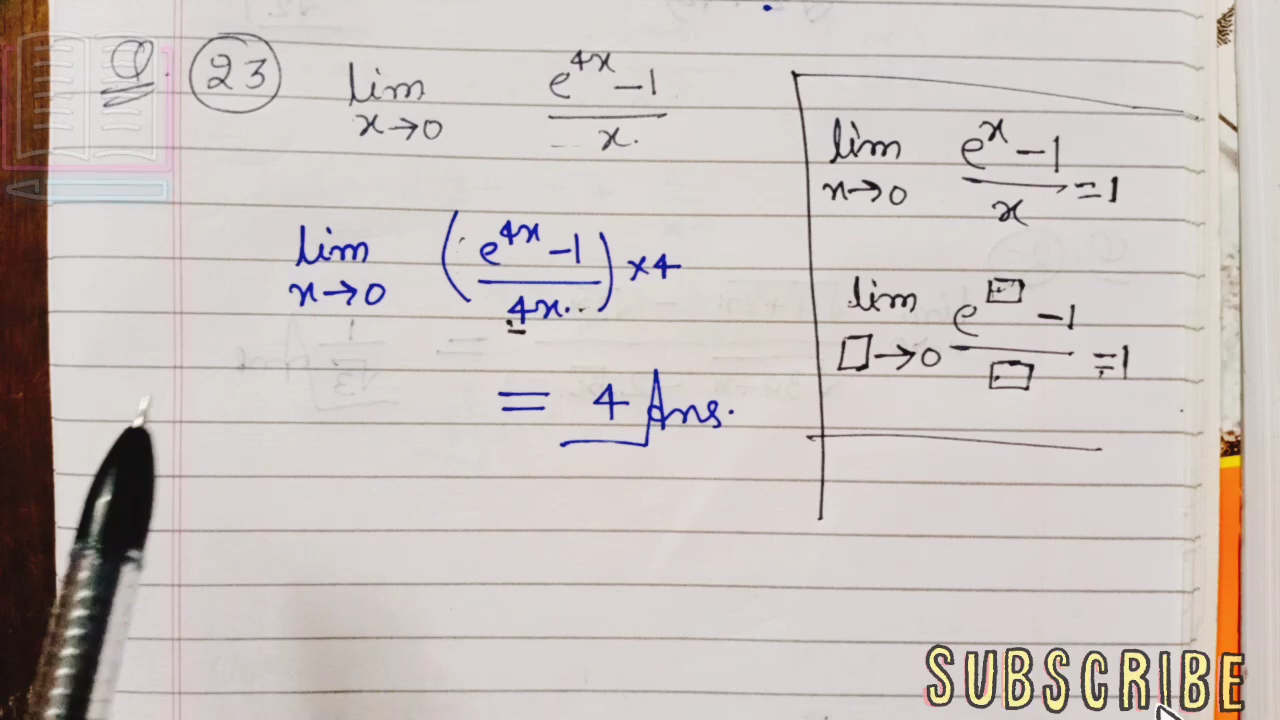 Q. 23 lim x→0 (e^{4x} - 1)/x.
lim x→0 ((e^{4x} - 1)/4x) × 4
= 4 Ans.
lim x→0 (e^x - 1)/x = 1
lim □→0 (e^□ - 1)/□ = 1
SUBSCRIBE